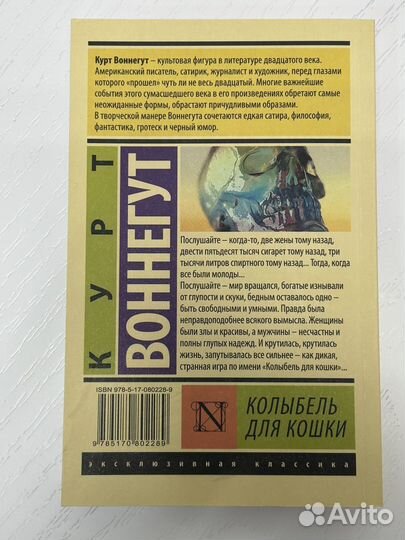 Курт Воннегут – культовая фигура в литературе двадцатого века.
Американский писатель, сатирик, журналист и художник, перед глазами
которого «прошел» чуть ли не весь двадцатый. Многие важнейшие
события этого сумасшедшего века в его произведениях обретают самые
неожиданные формы, обрастают причудливыми образами.
В творческой манере Воннегута сочетаются едкая сатира, философия,
фантастика, гротеск и черный юмор.
КУРТ
ВОННЕГУТ
Послушайте – когда-то, две жены тому назад,
двести пятьдесят тысяч сигарет тому назад, три
тысячи литров спиртного тому назад... Тогда, когда
все были молоды...
Послушайте – мир вращался, богатые изнывали
от глупости и скуки, бедным оставалось одно –
быть свободными и умными. Правда была
неправдоподобнее всякого вымысла. Женщины
были злы и красивы, а мужчины – несчастны и
полны глупых надежд. И крутилась, крутилась
жизнь, запутывалась все сильнее – как дикая,
странная игра по имени «Колыбель для кошки»...
ISBN 978-5-17-080228-9
9 785170 802289
N
КОЛЫБЕЛЬ
ДЛЯ КОШКИ
эксклюзивная классика
Avito